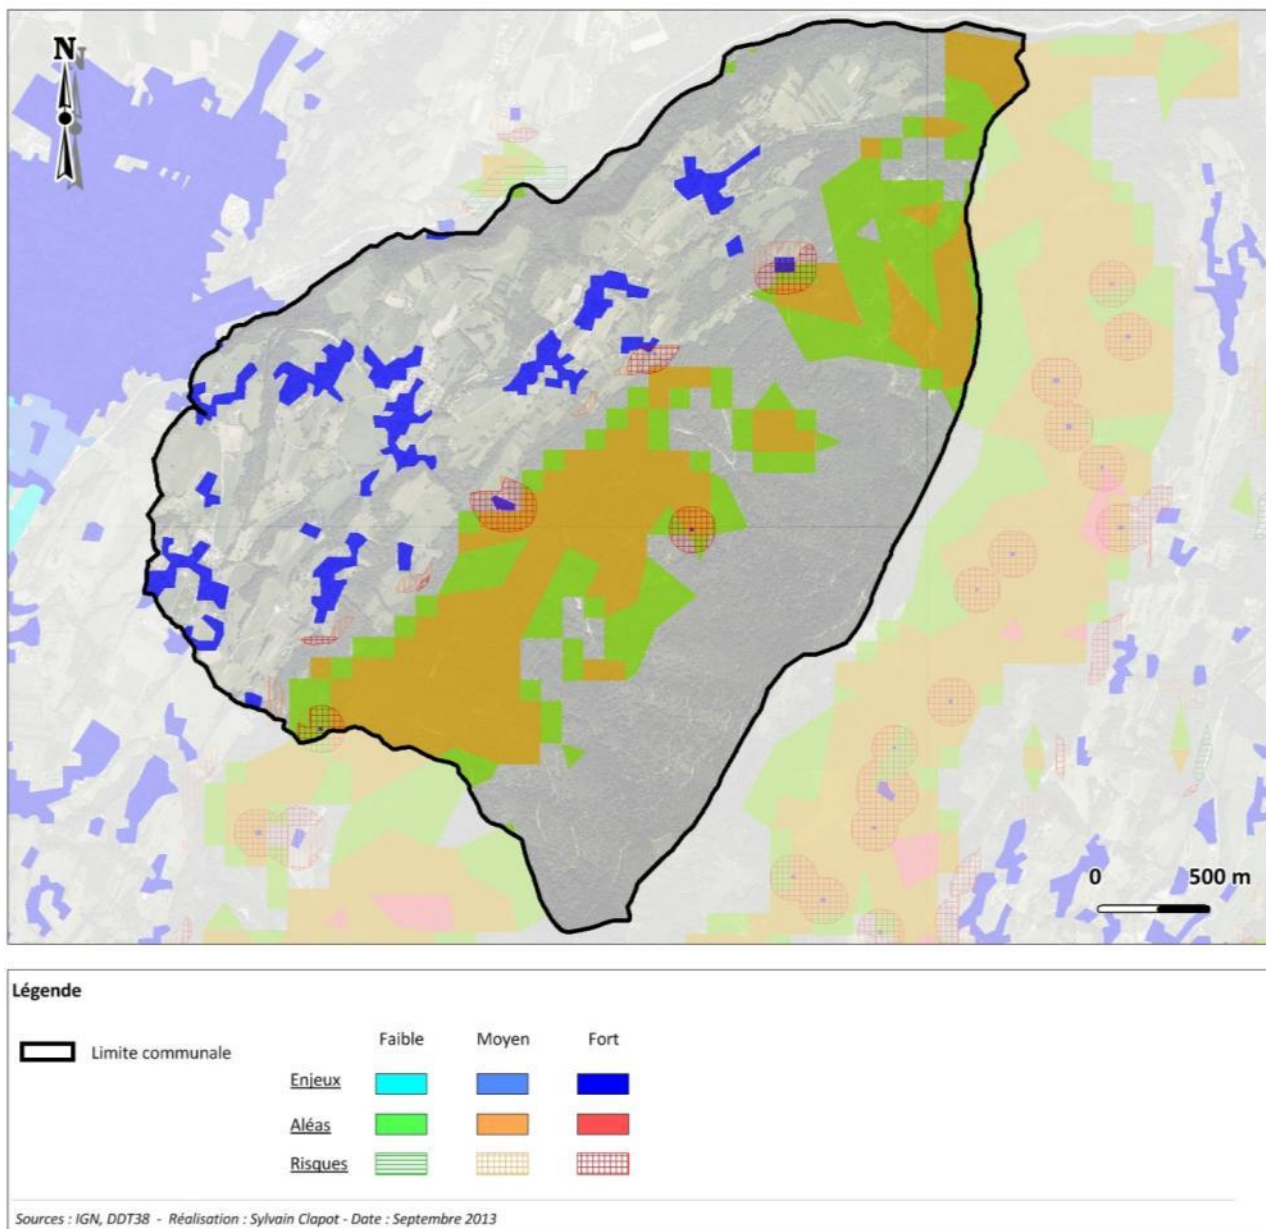 N
0 500 m
Légende
Limite communale
Faible Moyen Fort
Enjeux
Aléas
Risques
Sources : IGN, DDT38 - Réalisation : Sylvain Clapot - Date : Septembre 2013